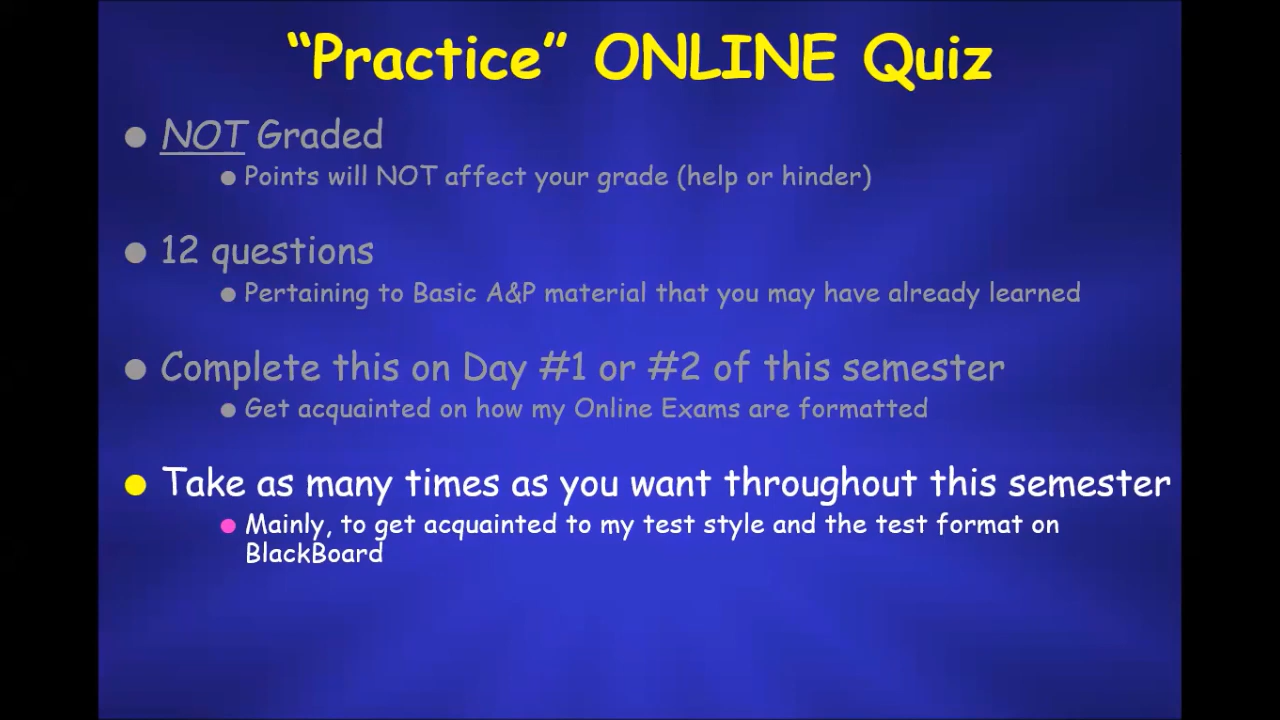 “Practice” ONLINE Quiz
NOT Graded
Points will NOT affect your grade (help or hinder)
12 questions
Pertaining to Basic A&P material that you may have already learned
Complete this on Day #1 or #2 of this semester
Get acquainted on how my Online Exams are formatted
Take as many times as you want throughout this semester
Mainly, to get acquainted to my test style and the test format on
BlackBoard